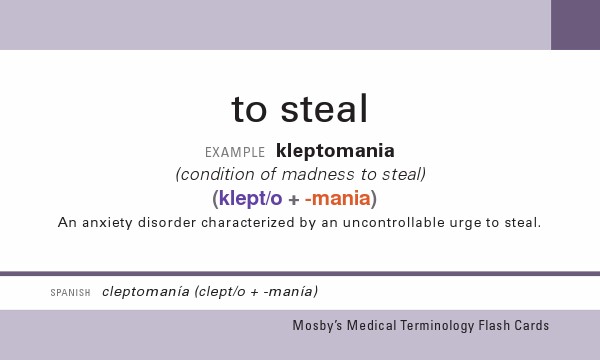 to steal
EXAMPLE kleptomania
(condition of madness to steal)
(klept/o + -mania)
An anxiety disorder characterized by an uncontrollable urge to steal.
SPANISH cleptomanía (clept/o + -manía)
Mosby's Medical Terminology Flash Cards